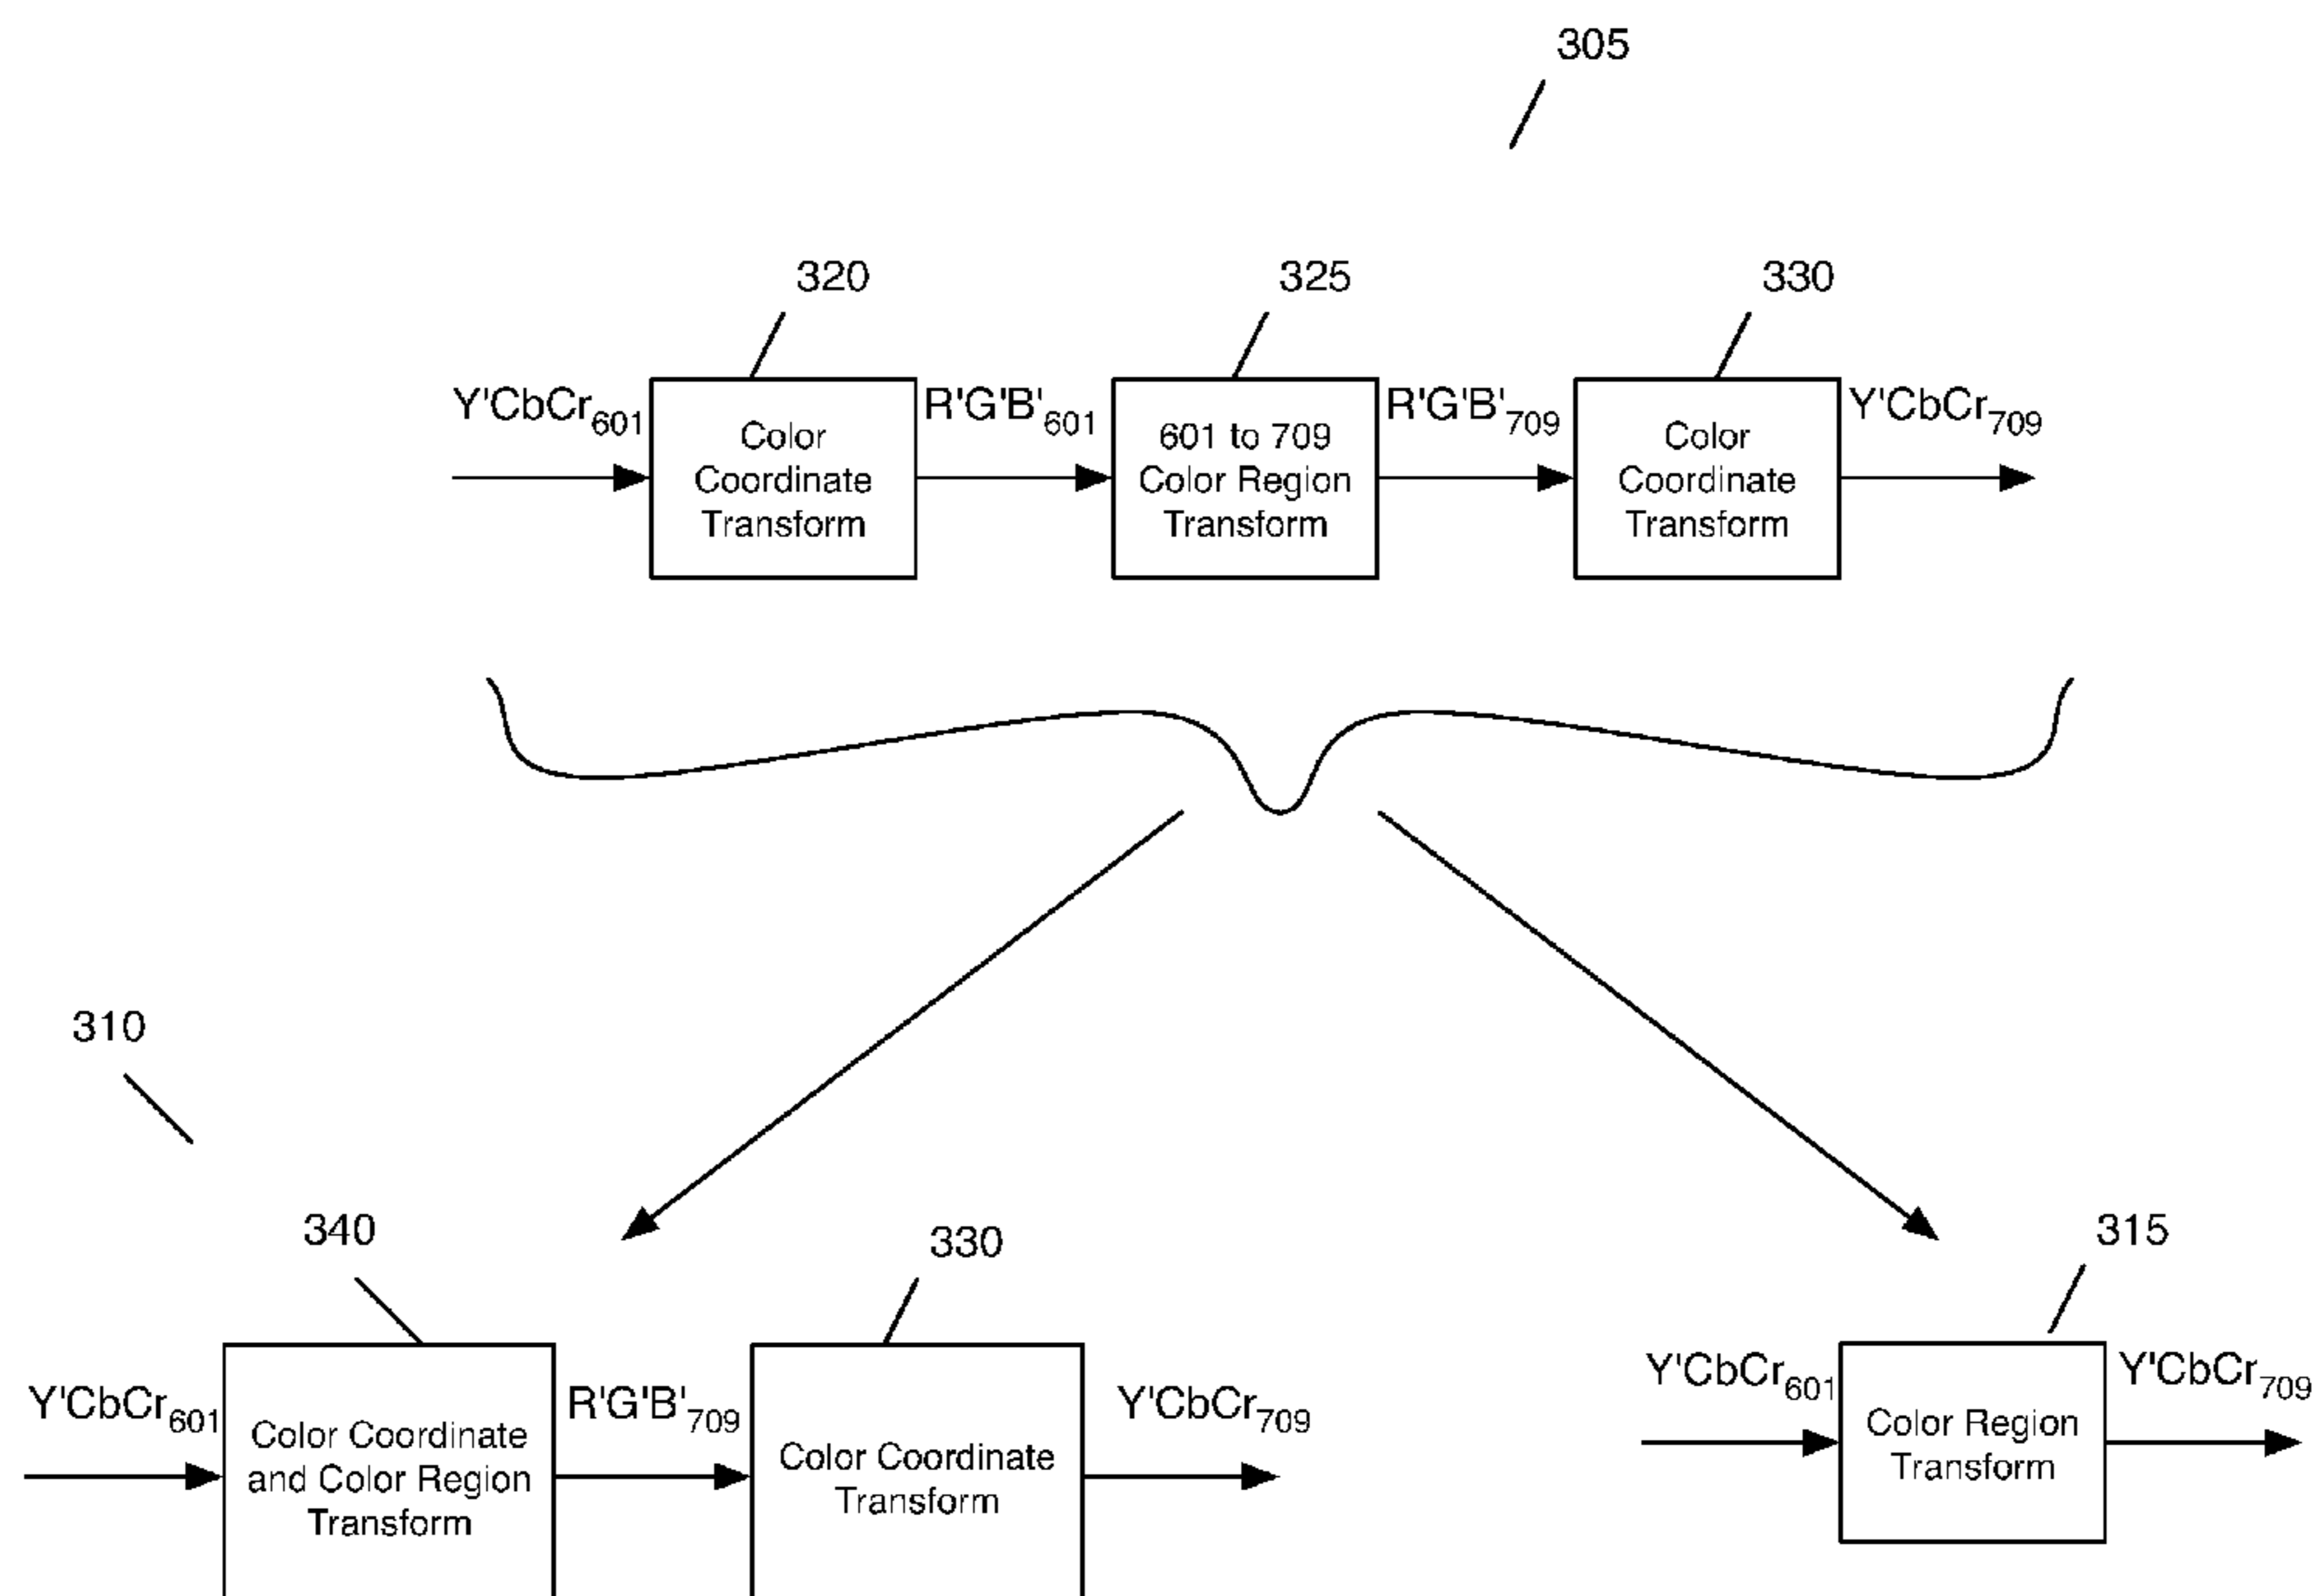 305
320
325
330
Y'CbCr601
Color
Coordinate
Transform
R'G'B'601
601 to 709
Color Region
Transform
R'G'B'709
Color
Coordinate
Transform
Y'CbCr709
310
340
330
315
Y'CbCr601
Color Coordinate
and Color Region
Transform
R'G'B'709
Color Coordinate
Transform
Y'CbCr709
Y'CbCr601
Color Region
Transform
Y'CbCr709